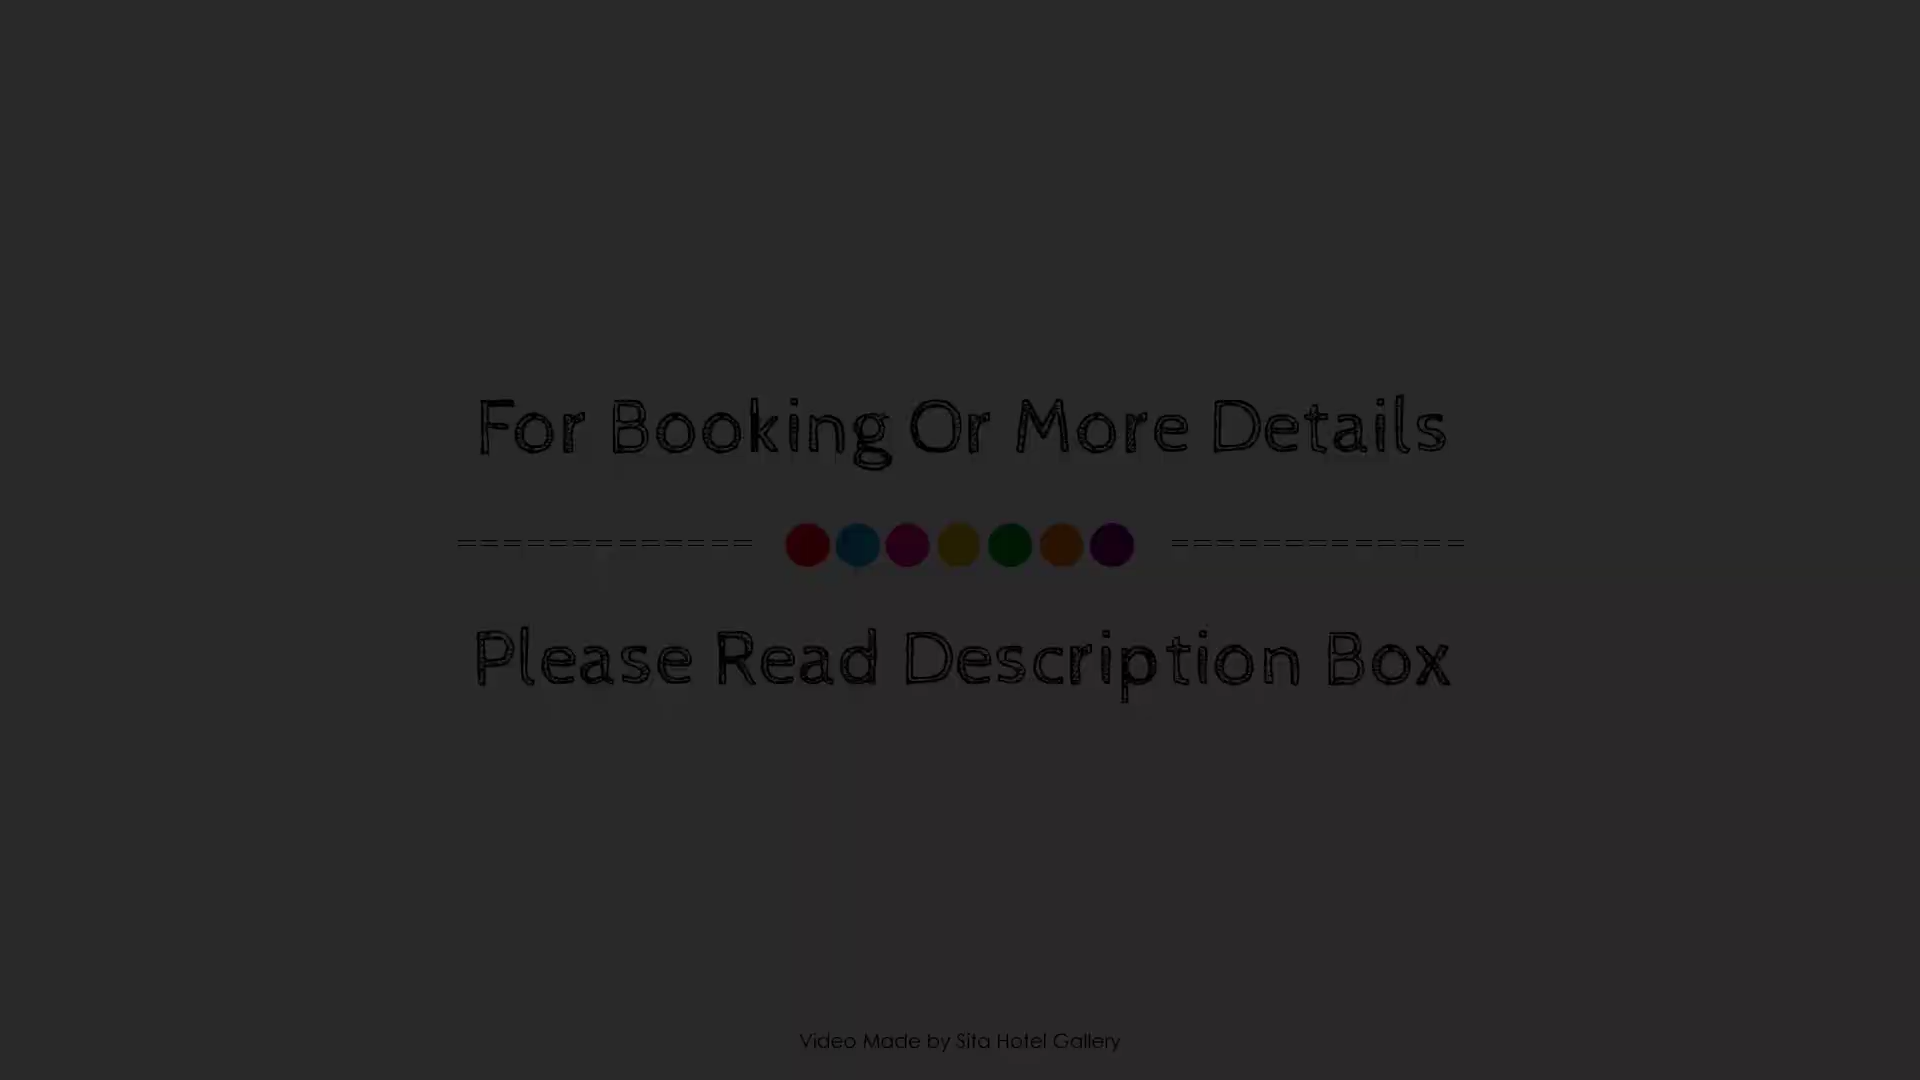 For Booking Or More Details
============= =============
Please Read Description Box
Video Made by Sita Hotel Gallery